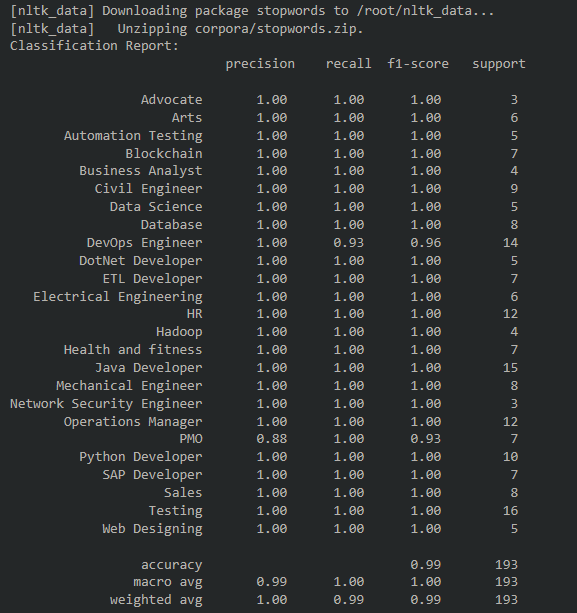 [nltk_data] Downloading package stopwords to /root/nltk_data...
[nltk_data]   Unzipping corpora/stopwords.zip.
Classification Report:
precision    recall  f1-score   support
Advocate       1.00      1.00      1.00         3
Arts       1.00      1.00      1.00         6
Automation Testing       1.00      1.00      1.00         5
Blockchain       1.00      1.00      1.00         7
Business Analyst       1.00      1.00      1.00         4
Civil Engineer       1.00      1.00      1.00         9
Data Science       1.00      1.00      1.00         5
Database       1.00      1.00      1.00         8
DevOps Engineer       1.00      0.93      0.96        14
DotNet Developer       1.00      1.00      1.00         5
ETL Developer       1.00      1.00      1.00         7
Electrical Engineering       1.00      1.00      1.00         6
HR       1.00      1.00      1.00        12
Hadoop       1.00      1.00      1.00         4
Health and fitness       1.00      1.00      1.00         7
Java Developer       1.00      1.00      1.00        15
Mechanical Engineer       1.00      1.00      1.00         8
Network Security Engineer       1.00      1.00      1.00         3
Operations Manager       1.00      1.00      1.00        12
PMO       0.88      1.00      0.93         7
Python Developer       1.00      1.00      1.00        10
SAP Developer       1.00      1.00      1.00         7
Sales       1.00      1.00      1.00         8
Testing       1.00      1.00      1.00        16
Web Designing       1.00      1.00      1.00         5
accuracy                           0.99       193
macro avg       0.99      1.00      1.00       193
weighted avg       1.00      0.99      0.99       193